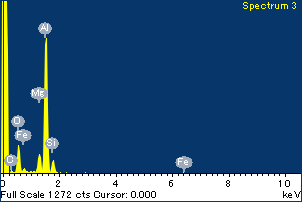 Spectrum 3
Al
Mg
O
Fe
Si
C
Fe
0 2 4 6 8 10
Full Scale 1272 cts Cursor: 0.000 keV